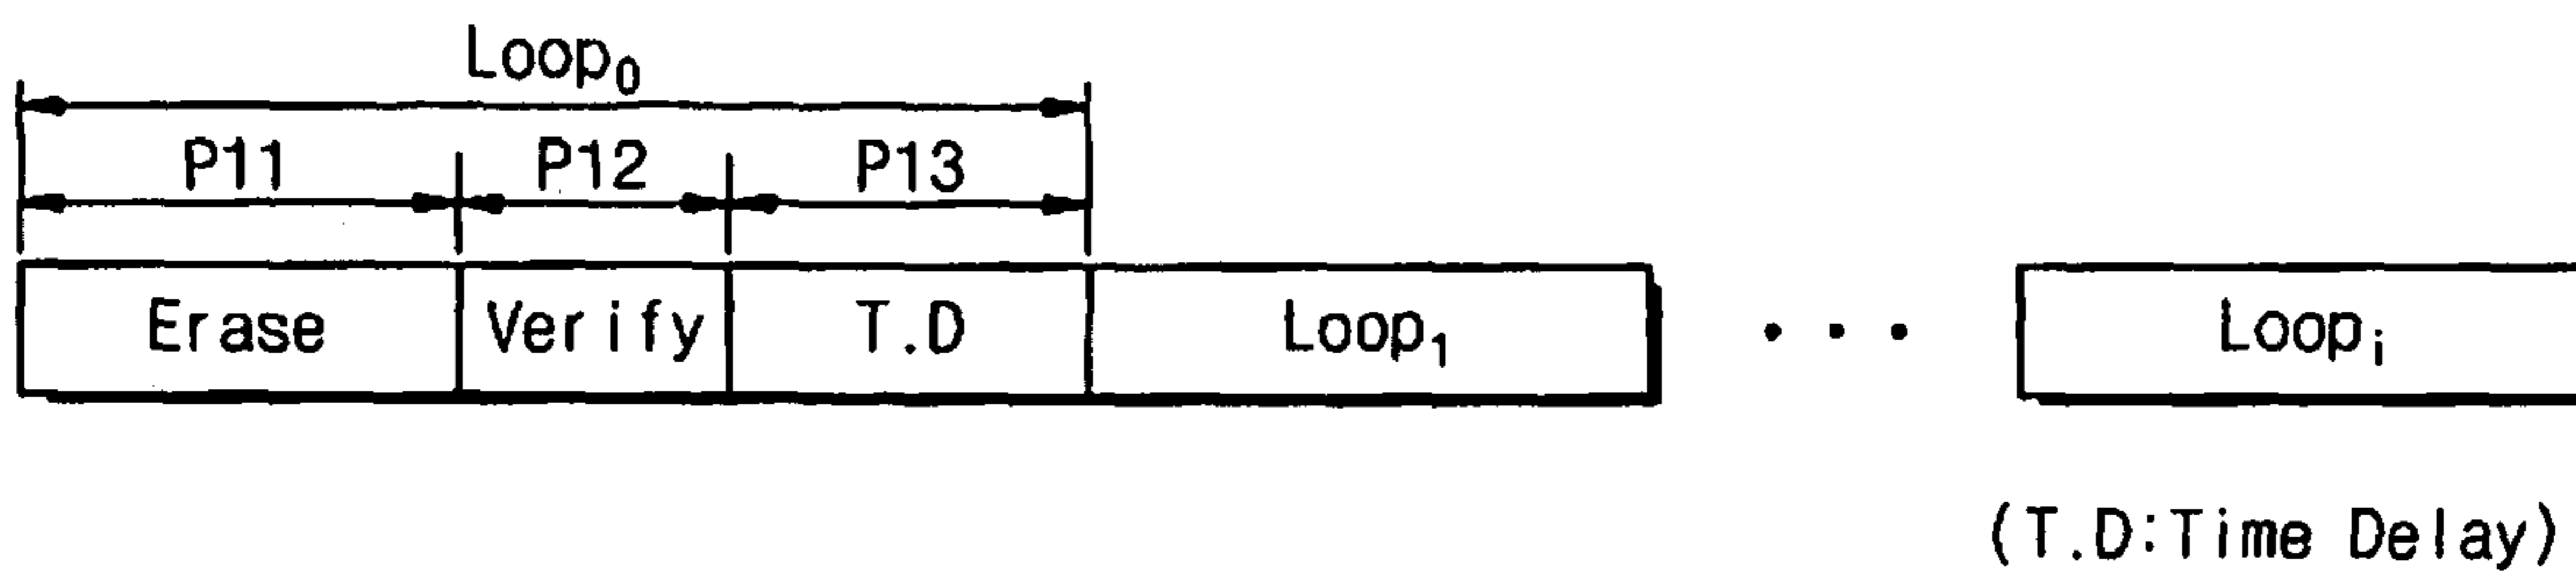 Loop₀
P11 P12 P13
Erase Verify T.D Loop₁ • • • Loopᵢ
(T.D:Time Delay)